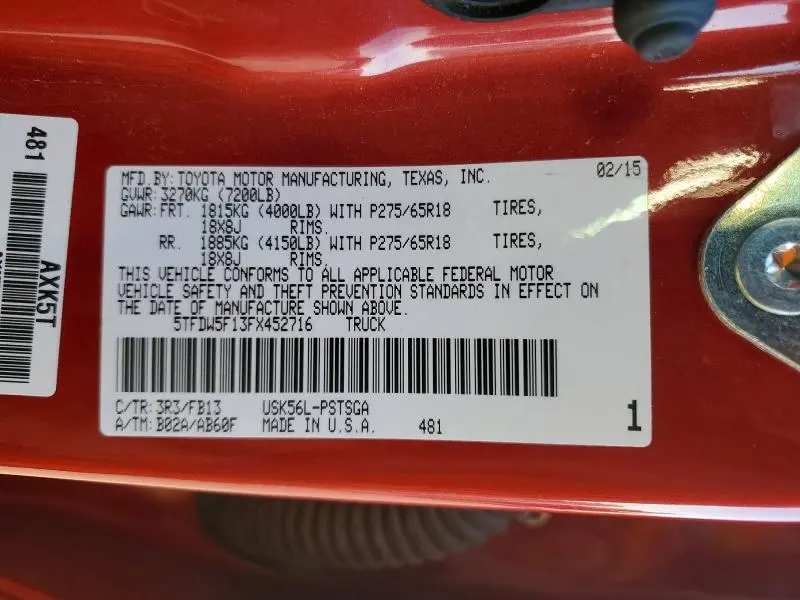 481
AXK5T
MFD.BY:TOYOTA MOTOR MANUFACTURING, TEXAS, INC. 02/15
GVWR:3270KG (7200LB)
GAWR:FRT. 1815KG (4000LB) WITH P275/65R18 TIRES,
18X8J RIMS.
RR. 1885KG (4150LB) WITH P275/65R18 TIRES,
18X8J RIMS.
THIS VEHICLE CONFORMS TO ALL APPLICABLE FEDERAL MOTOR
VEHICLE SAFETY AND THEFT PREVENTION STANDARDS IN EFFECT ON
THE DATE OF MANUFACTURE SHOWN ABOVE.
5TFDW5F13FX452716 TRUCK
C/TR:3R3/FB13 USK56L-PSTSGA
A/TM:B02A/AB60F MADE IN U.S.A. 481 1